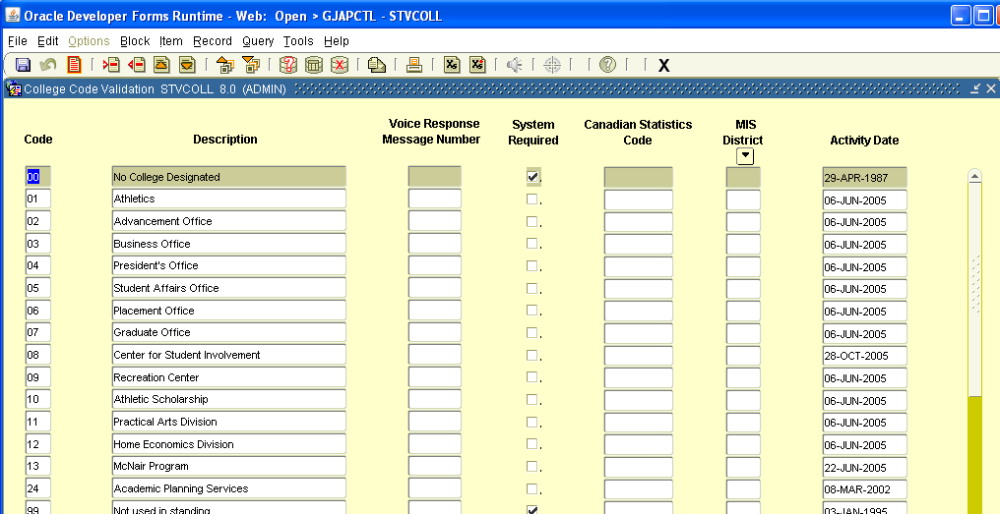 Oracle Developer Forms Runtime - Web: Open > GJAPCTL - STVCOLL
File Edit Options Block Item Record Query Tools Help
College Code Validation STVCOLL 8.0 (ADMIN)
Code Description Voice Response Message Number System Required Canadian Statistics Code MIS District Activity Date
00 No College Designated 29-APR-1987
01 Athletics 06-JUN-2005
02 Advancement Office 06-JUN-2005
03 Business Office 06-JUN-2005
04 President's Office 06-JUN-2005
05 Student Affairs Office 06-JUN-2005
06 Placement Office 06-JUN-2005
07 Graduate Office 06-JUN-2005
08 Center for Student Involvement 28-OCT-2005
09 Recreation Center 06-JUN-2005
10 Athletic Scholarship 06-JUN-2005
11 Practical Arts Division 06-JUN-2005
12 Home Economics Division 06-JUN-2005
13 McNair Program 22-JUN-2005
24 Academic Planning Services 08-MAR-2002
99 Not used in standing 03-JAN-1995